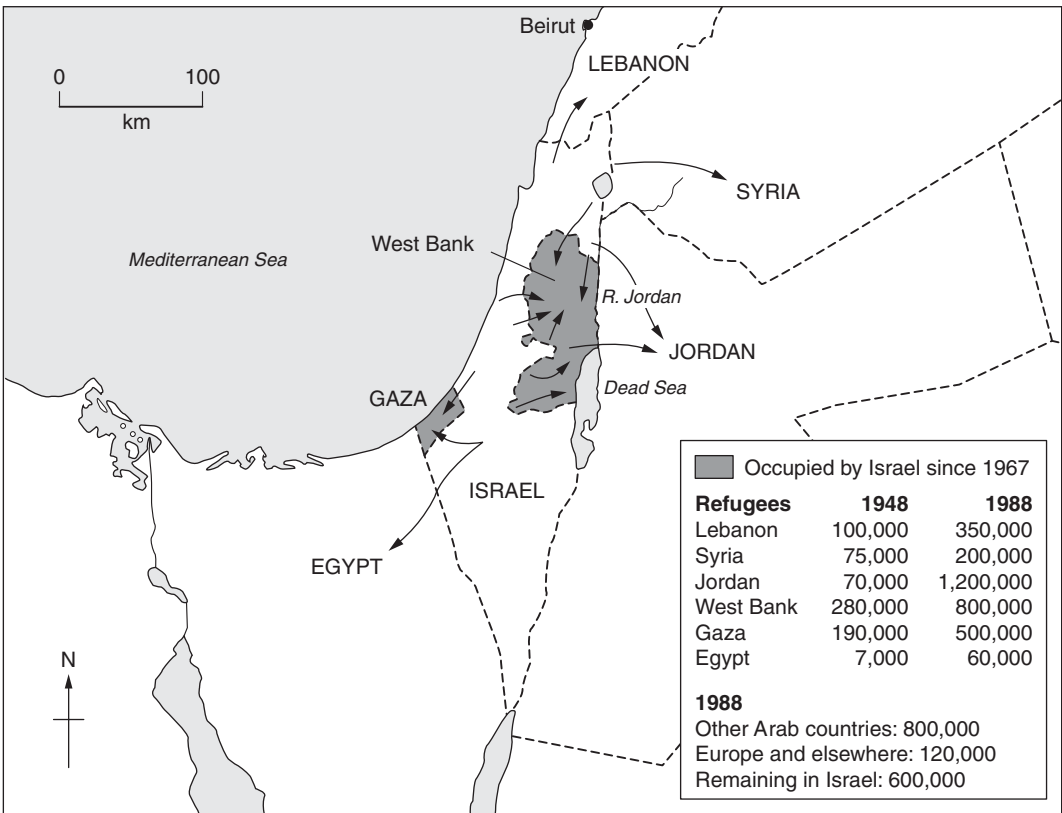 Beirut
LEBANON
0 100
km
SYRIA
West Bank
Mediterranean Sea
R. Jordan
JORDAN
GAZA
Dead Sea
ISRAEL
EGYPT
N
Occupied by Israel since 1967
Refugees 1948 1988
Lebanon 100,000 350,000
Syria 75,000 200,000
Jordan 70,000 1,200,000
West Bank 280,000 800,000
Gaza 190,000 500,000
Egypt 7,000 60,000
1988
Other Arab countries: 800,000
Europe and elsewhere: 120,000
Remaining in Israel: 600,000